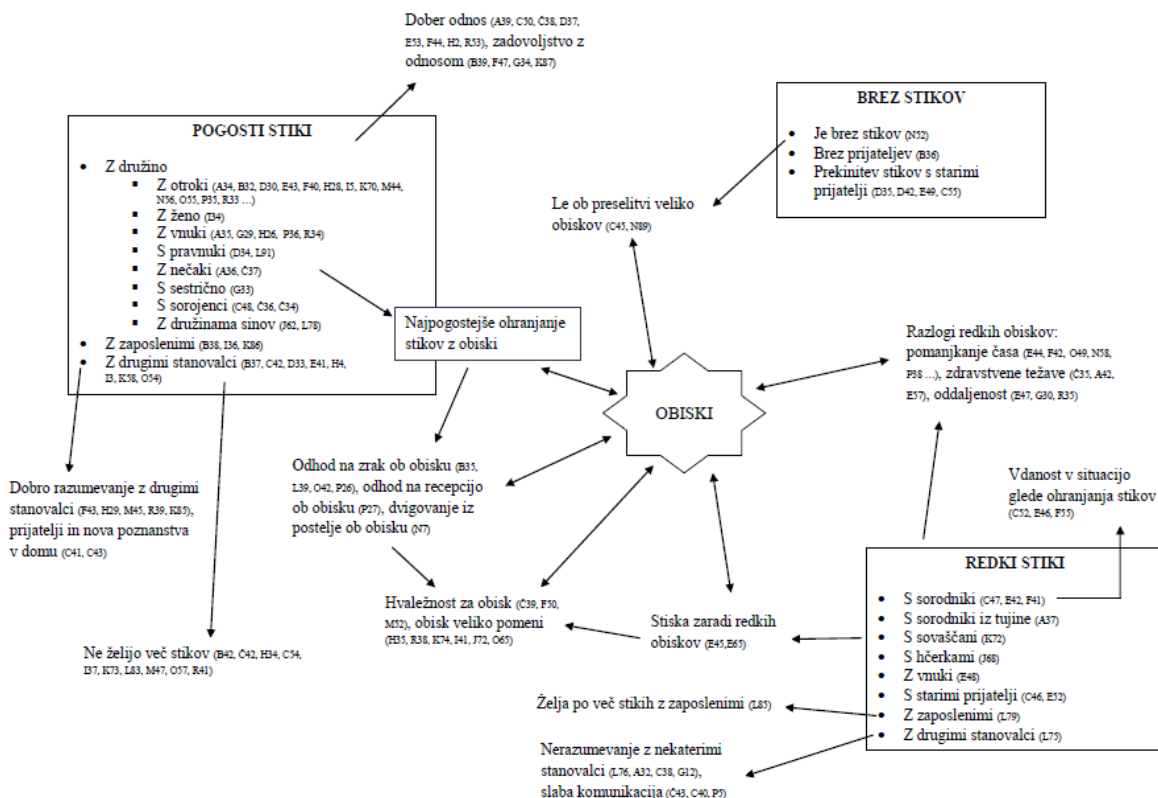 Dober odnos (A39, C50, Č38, D37,
E53, F44, H2, R53), zadovoljstvo z
odnosom (B39, F47, G34, K87)
POGOSTI STIKI
• Z družino
▪ Z otroki (A34, B32, D30, E43, F40, H28, I5, K70, M44,
N56, O55, P35, R33 ...)
▪ Z ženo (I34)
▪ Z vnuki (A35, G29, H26, P36, R34)
▪ S pravnuki (D34, L91)
▪ Z nečaki (A36, Č37)
▪ S sestrično (G33)
▪ S sorojenci (C48, Č36, Č34)
▪ Z družinama sinov (J62, L78)
• Z zaposlenimi (B38, I36, K86)
• Z drugimi stanovalci (B37, C42, D33, E41, H4,
I3, K58, O54)
BREZ STIKOV
• Je brez stikov (N52)
• Brez prijateljev (B36)
• Prekinitev stikov s starimi
prijatelji (D35, D42, E49, C55)
Le ob preselitvi veliko
obiskov (C45, N89)
Najpogostejše ohranjanje
stikov z obiski
OBISKI
Razlogi redkih obiskov:
pomanjkanje časa (E44, F42, O49, N58,
P38 ...), zdravstvene težave (Č35, A42,
E57), oddaljenost (E47, G30, R35)
Odhod na zrak ob obisku (B35,
L39, O42, P26), odhod na recepcijo
ob obisku (P27), dvigovanje iz
postelje ob obisku (N7)
Dobro razumevanje z drugimi
stanovalci (F43, H29, M45, R39, K85),
prijatelji in nova poznanstva
v domu (C41, C43)
Vdanost v situacijo
glede ohranjanja stikov
(C52, E46, F55)
REDKI STIKI
• S sorodniki (C47, E42, F41)
• S sorodniki iz tujine (A37)
• S sovaščani (K72)
• S hčerkami (J68)
• Z vnuki (E48)
• S starimi prijatelji (C46, E52)
• Z zaposlenimi (L79)
• Z drugimi stanovalci (L75)
Hvaležnost za obisk (Č39, F50,
M52), obisk veliko pomeni
(H35, R38, K74, I41, J72, O65)
Stiska zaradi redkih
obiskov (E45,E65)
Ne želijo več stikov (B42, Č42, H34, C54,
I37, K73, L83, M47, O57, R41)
Želja po več stikih z zaposlenimi (L85)
Nerazumevanje z nekaterimi
stanovalci (L76, A32, C38, G12),
slaba komunikacija (Č43, C40, P5)